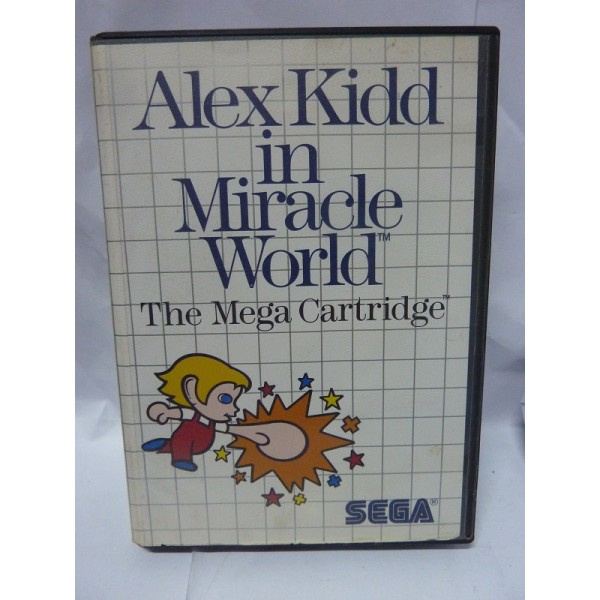 Alex Kidd
in
Miracle
World™
The Mega Cartridge™
SEGA®